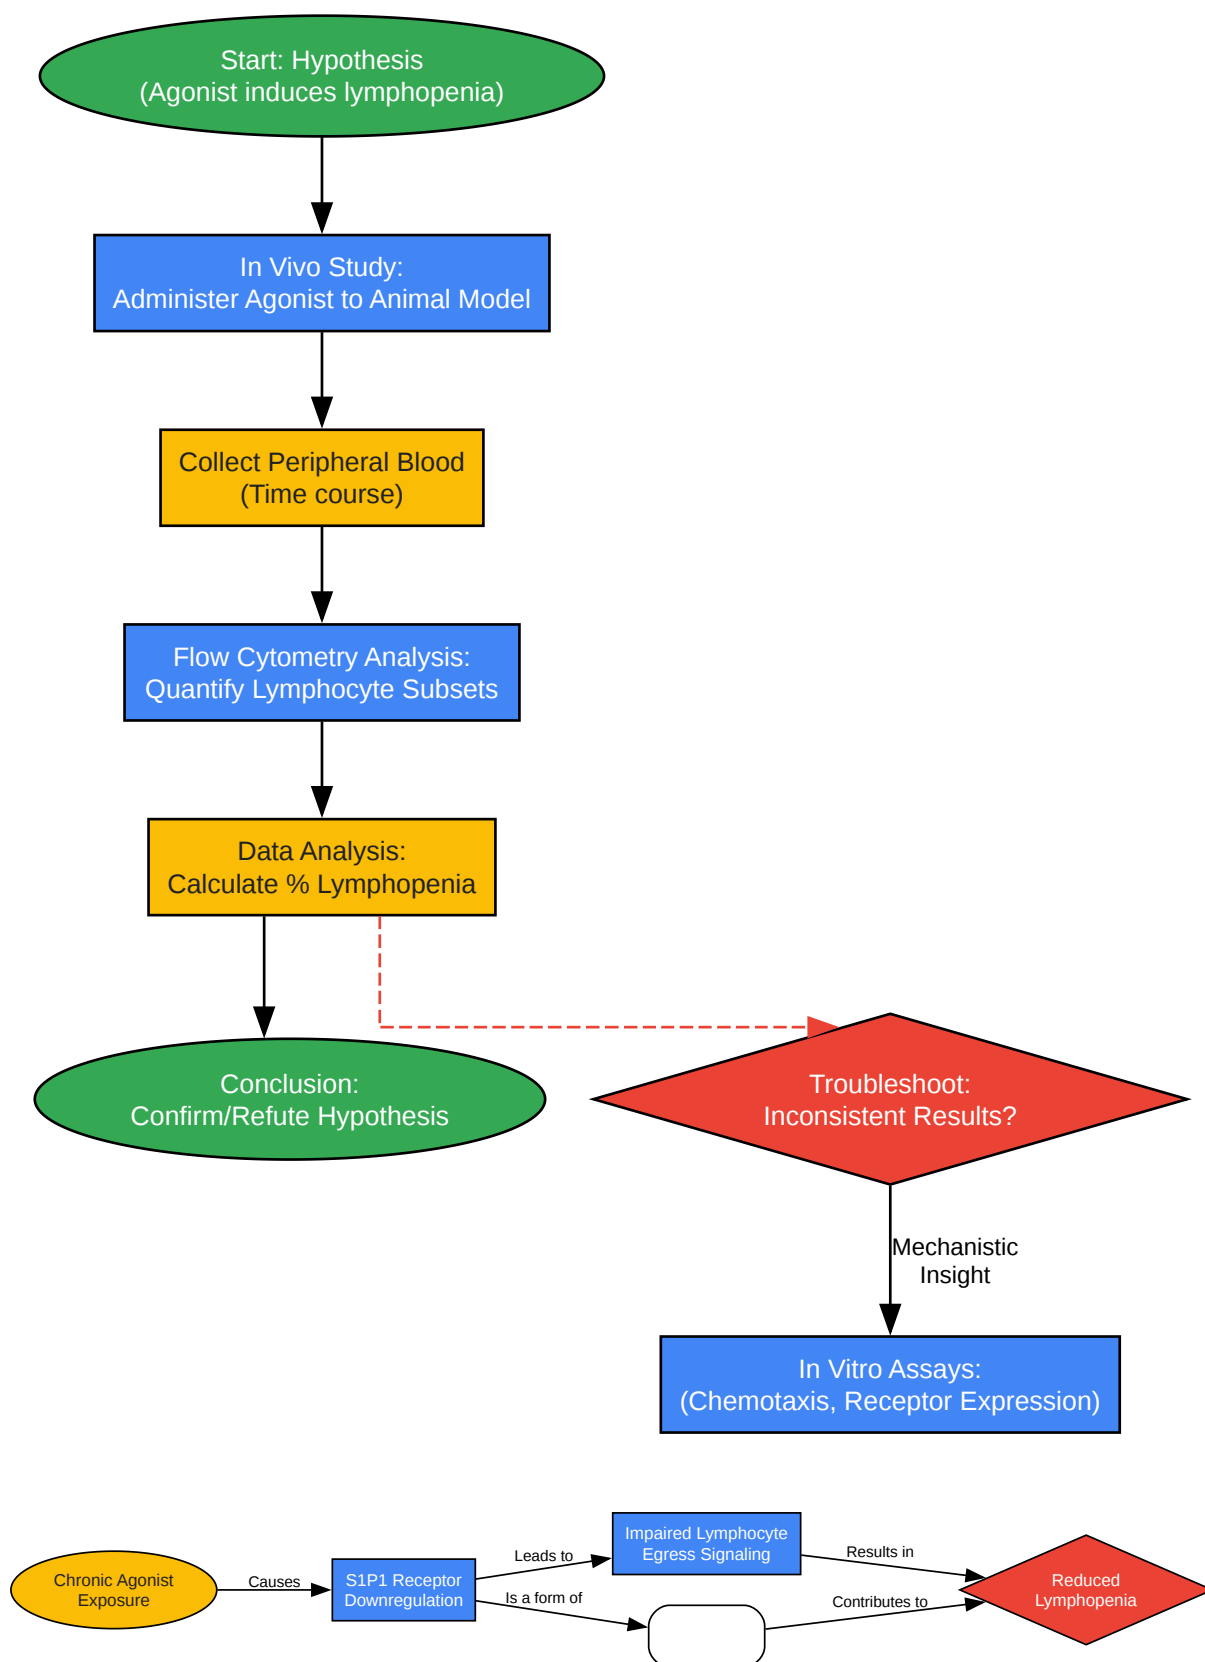 Start: Hypothesis
(Agonist induces lymphopenia)
In Vivo Study:
Administer Agonist to Animal Model
Collect Peripheral Blood
(Time course)
Flow Cytometry Analysis:
Quantify Lymphocyte Subsets
Data Analysis:
Calculate % Lymphopenia
Conclusion:
Confirm/Refute Hypothesis
Troubleshoot:
Inconsistent Results?
Mechanistic
Insight
In Vitro Assays:
(Chemotaxis, Receptor Expression)
Chronic Agonist
Exposure
Causes
S1P1 Receptor
Downregulation
Leads to
Is a form of
Impaired Lymphocyte
Egress Signaling
Results in
Contributes to
Reduced
Lymphopenia